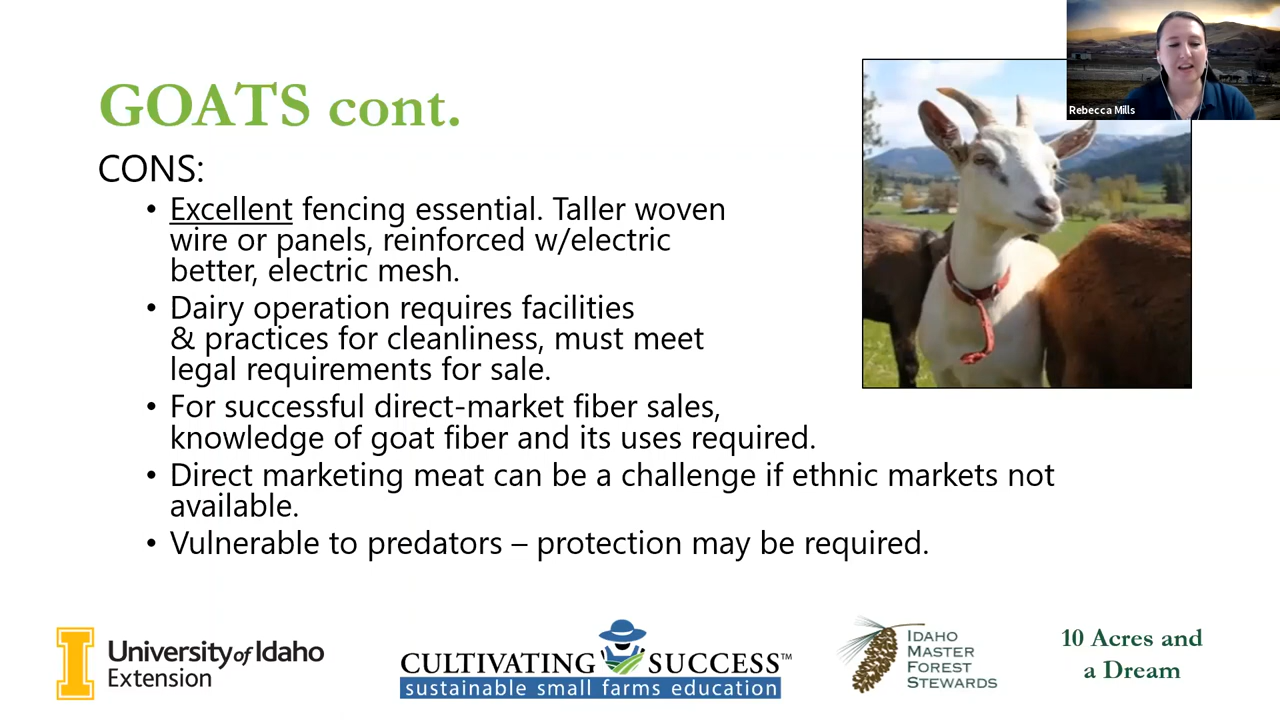 Rebecca Mills
GOATS cont.
CONS:
• Excellent fencing essential. Taller woven
wire or panels, reinforced w/electric
better, electric mesh.
• Dairy operation requires facilities
& practices for cleanliness, must meet
legal requirements for sale.
• For successful direct-market fiber sales,
knowledge of goat fiber and its uses required.
• Direct marketing meat can be a challenge if ethnic markets not
available.
• Vulnerable to predators – protection may be required.
I
University of Idaho
Extension
CULTIVATING SUCCESS™
sustainable small farms education
IDAHO
MASTER
FOREST
STEWARDS
10 Acres and
a Dream